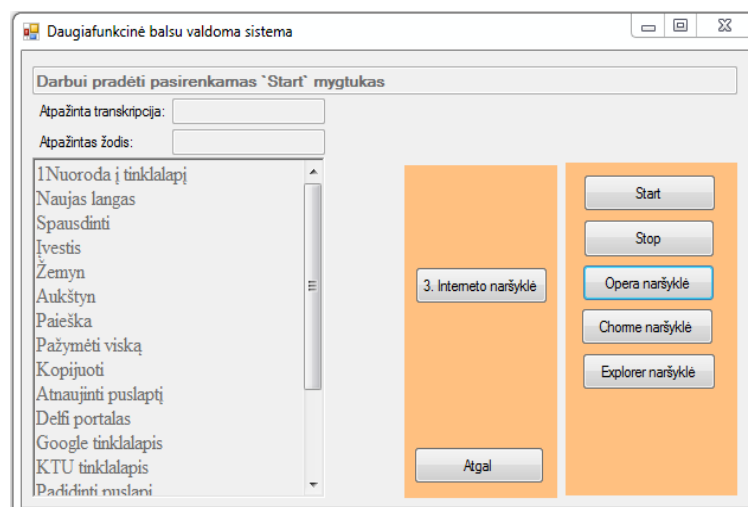 Daugiafunkcinė balsu valdoma sistema
Darbui pradėti pasirenkamas `Start` mygtukas
Atpažinta transkripcija:
Atpažintas žodis:
1Nuoroda į tinklalapį
Naujas langas
Spausdinti
Įvestis
Žemyn
Aukštyn
Paieška
Pažymėti viską
Kopijuoti
Atnaujinti puslaptį
Delfi portalas
Google tinklalapis
KTU tinklalapis
Padidinti puslapį
3. Interneto naršyklė
Atgal
Start
Stop
Opera naršyklė
Chorme naršyklė
Explorer naršyklė